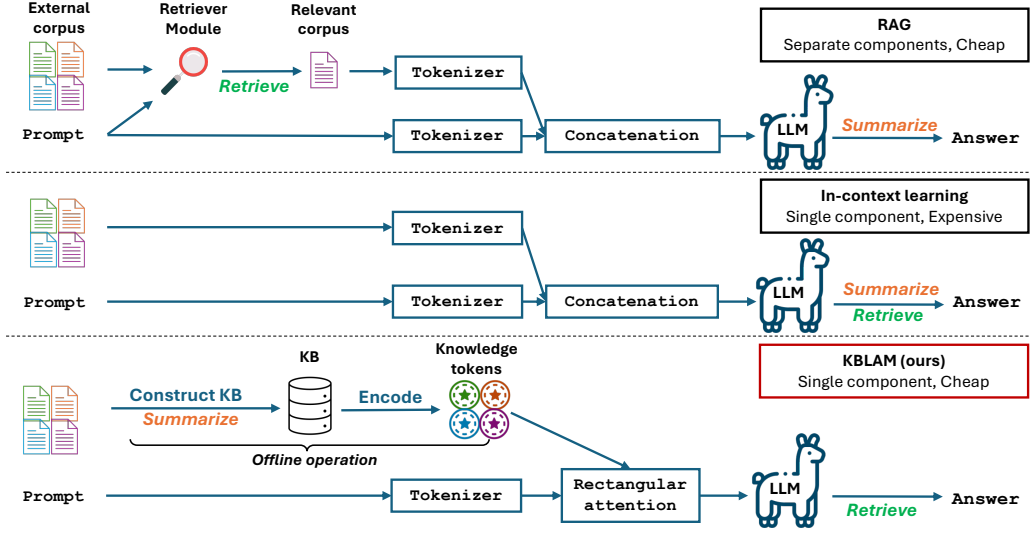 External
corpus
Retriever
Module
Relevant
corpus
RAG
Separate components, Cheap
Retrieve
Tokenizer
Prompt
Tokenizer
Concatenation
LLM
Summarize
Answer
In-context learning
Single component, Expensive
Tokenizer
Prompt
Tokenizer
Concatenation
LLM
Summarize
Retrieve
Answer
KBLAM (ours)
Single component, Cheap
KB
Knowledge
tokens
Construct KB
Summarize
Encode
Offline operation
Prompt
Tokenizer
Rectangular
attention
LLM
Retrieve
Answer